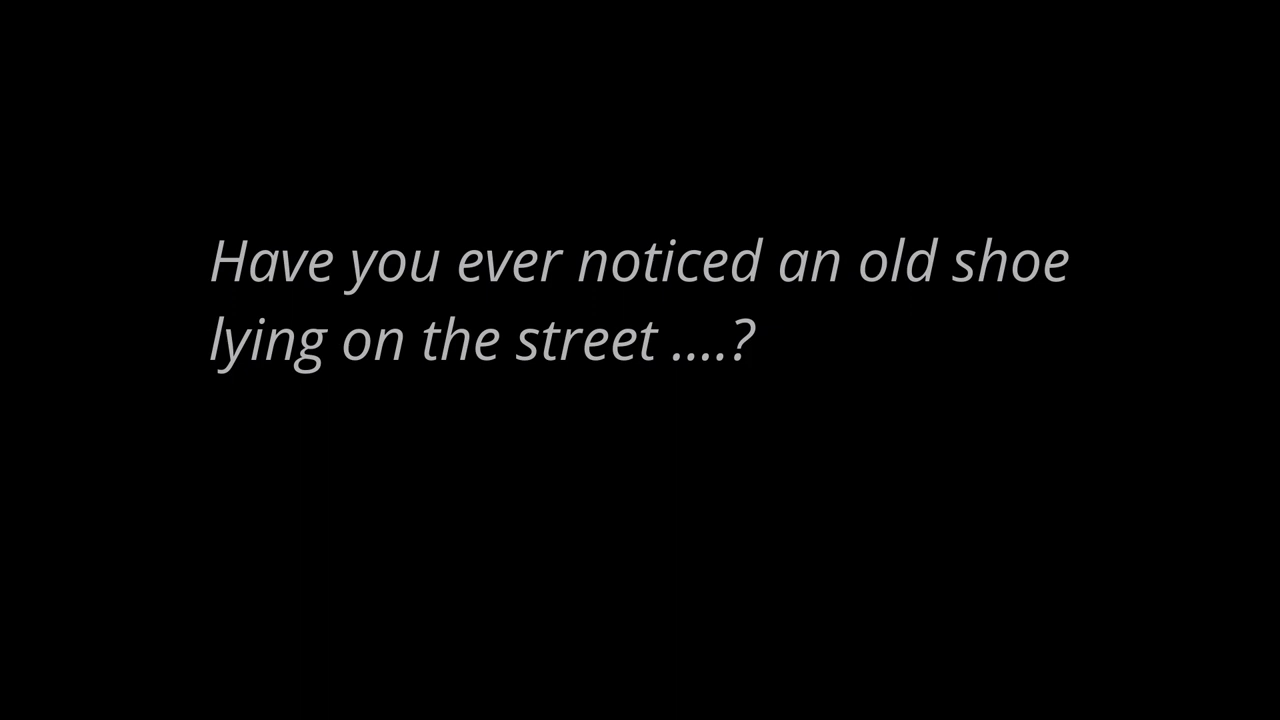 Have you ever noticed an old shoe
lying on the street ....?